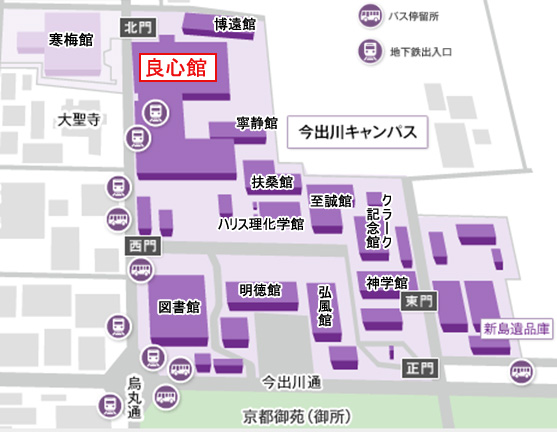 博遠館
バス停留所
北門
寒梅館
地下鉄出入口
良心館
大聖寺
寧静館
今出川キャンパス
扶桑館
至誠館
クラーク
記念館
ハリス理化学館
西門
神学館
明徳館
弘風館
図書館
東門
新島遺品庫
正門
今出川通
烏丸通
京都御苑(御所)